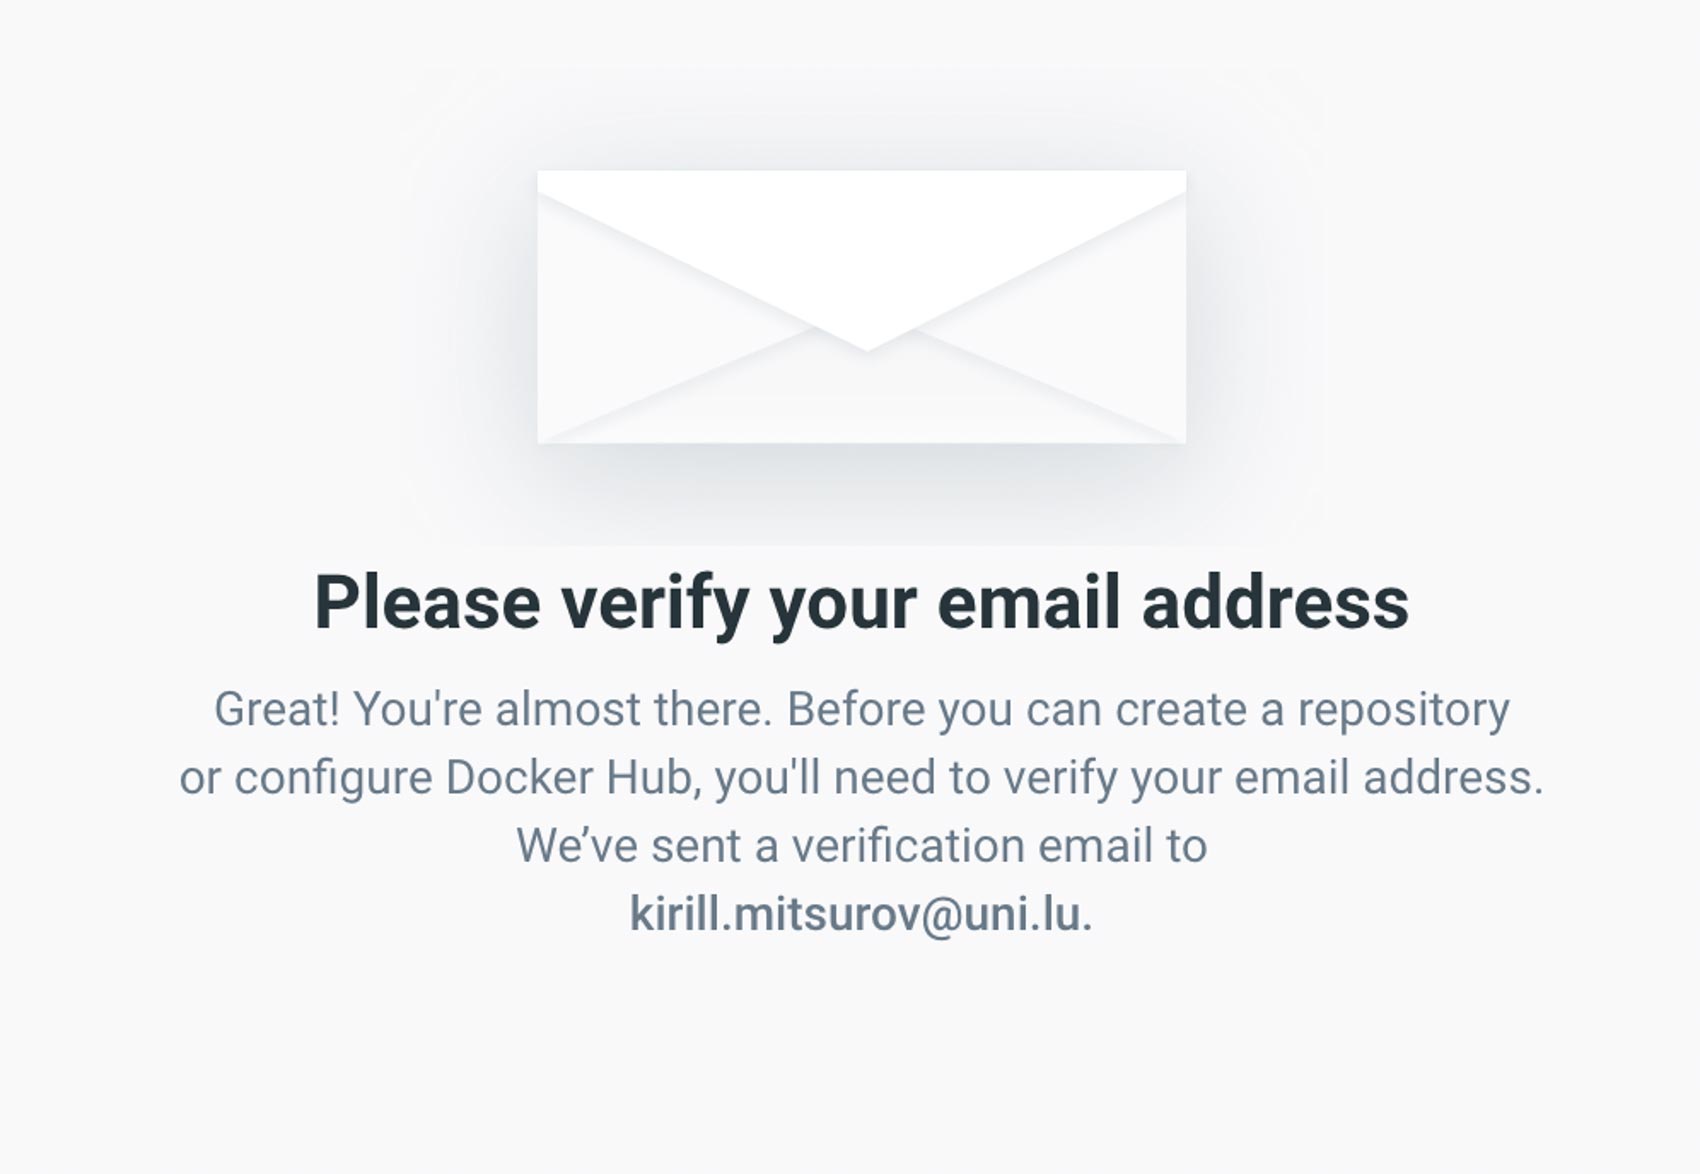 Please verify your email address
Great! You're almost there. Before you can create a repository
or configure Docker Hub, you'll need to verify your email address.
We’ve sent a verification email to
kirill.mitsurov@uni.lu.